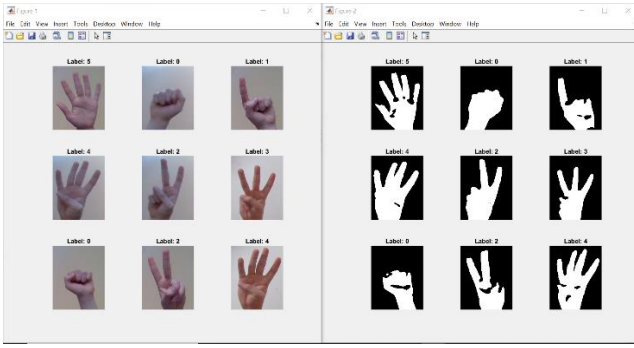 Figure 1
File Edit View Insert Tools Desktop Window Help
Label: 5 Label: 0 Label: 1
Label: 4 Label: 2 Label: 3
Label: 0 Label: 2 Label: 4
Figure 2
File Edit View Insert Tools Desktop Window Help
Label: 5 Label: 0 Label: 1
Label: 4 Label: 2 Label: 3
Label: 0 Label: 2 Label: 4